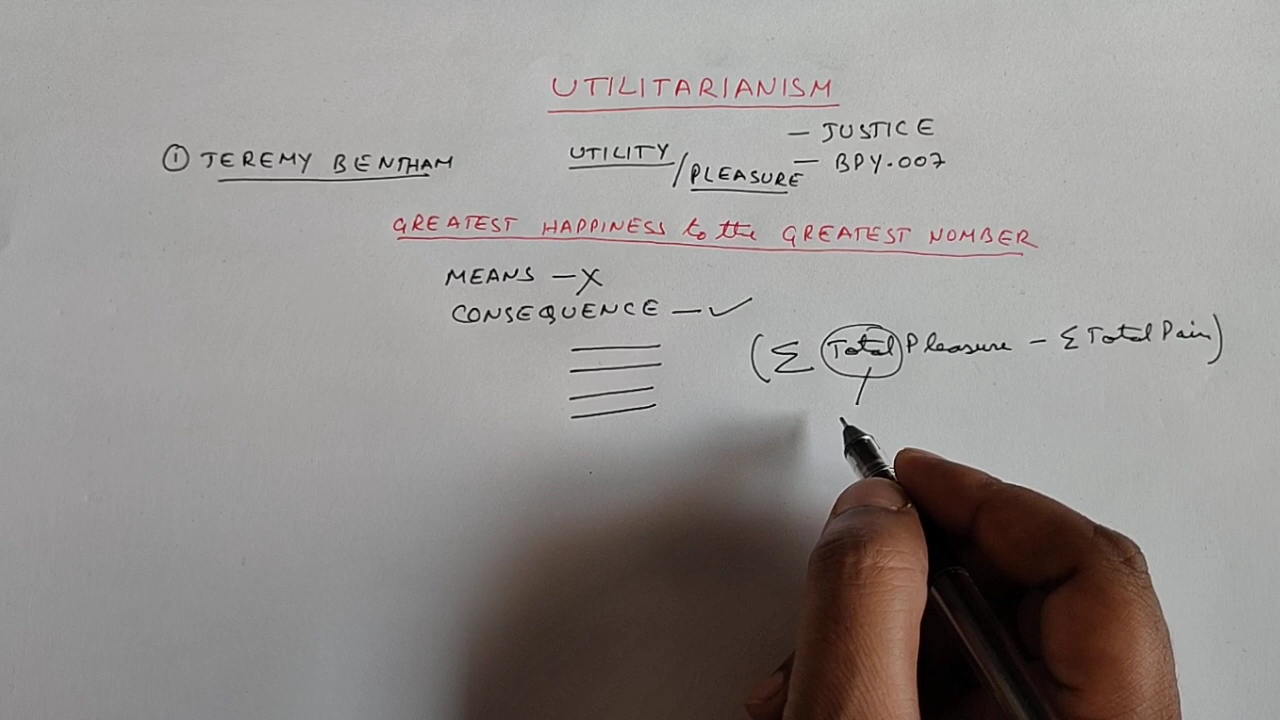 UTILITARIANISM
① JEREMY BENTHAM
UTILITY/PLEASURE
— JUSTICE
— BPY.007
GREATEST HAPPINESS to the GREATEST NUMBER
MEANS — X
CONSEQUENCE — ✓
(Σ Total Pleasure - Σ Total Pain)